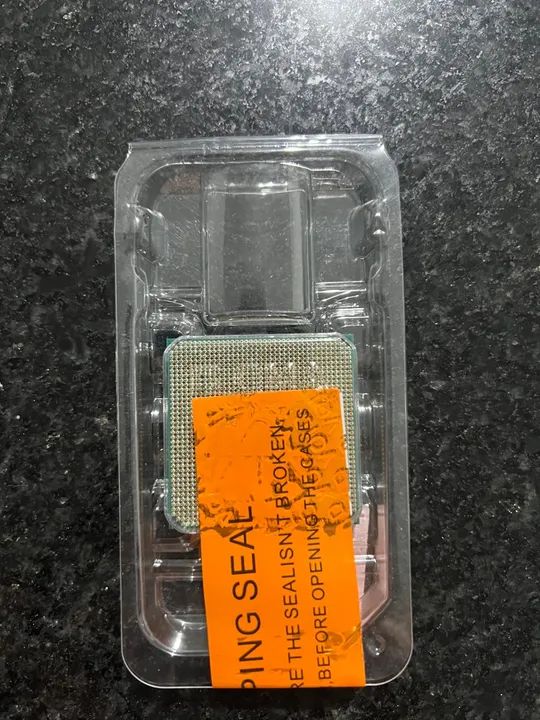 PING SEAL
RE THE SEALISN'T BROKEN
,BEFORE OPENING THE CASES